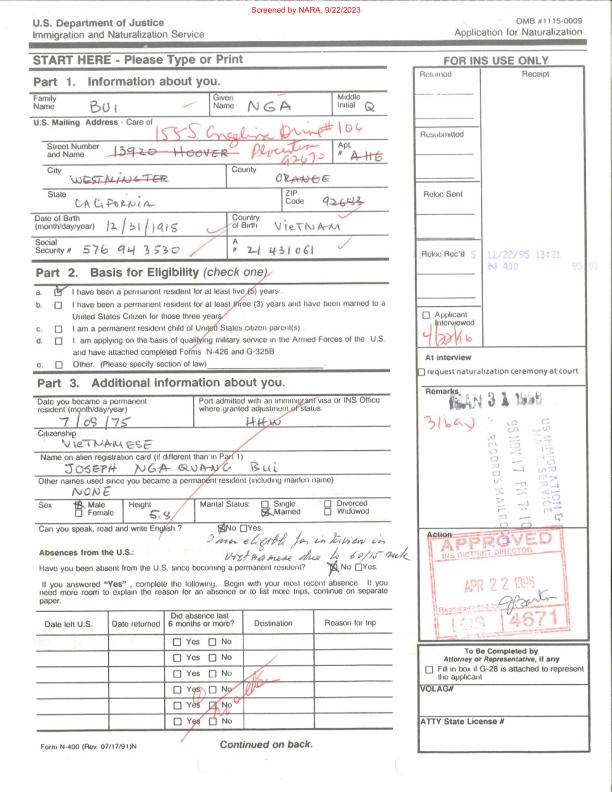 Screened by NARA, 9/22/2023
U.S. Department of Justice
Immigration and Naturalization Service
OMB #1115-0009
Application for Naturalization
START HERE - Please Type or Print
FOR INS USE ONLY
Part 1. Information about you.
Family Name BUI Given Name NGA Middle Initial Q
U.S. Mailing Address - Care of
1555 Angeline Drive # 106
Placentia 92670
Street Number and Name 13920 HOOVER Apt. # A-116
City WESTMINSTER County ORANGE
State CALIFORNIA ZIP Code 92683
Date of Birth (month/day/year) 12/31/1915 Country of Birth VIETNAM
Social Security # 576 94 3530 A # 21 431 061
Part 2. Basis for Eligibility (check one).
a. I have been a permanent resident for at least five (5) years.
b. I have been a permanent resident for at least three (3) years and have been married to a
United States Citizen for those three years.
c. I am a permanent resident child of United States citizen parent(s).
d. I am applying on the basis of qualifying military service in the Armed Forces of the U.S.
and have attached completed Forms N-426 and G-325B
e. Other. (Please specify section of law)
Part 3. Additional information about you.
Date you became a permanent resident (month/day/year) 7/09/75
Port admitted with an immmigrant visa or INS Office where granted adjustment of status. HHW
Citizenship
VIETNAMESE
Name on alien registration card (if different than in Part 1)
JOSEPH NGA QUANG BUI
Other names used since you became a permanent resident (including maiden name)
NONE
Sex Male Female Height 5.8 Marital Status: Single Married Divorced Widowed
Can you speak, read and write English ? No Yes.
I am eligible for interview in
Vietnamese due to 60/15 rule
Absences from the U.S.:
Have you been absent from the U.S. since becoming a permanent resident? No Yes.
If you answered "Yes" , complete the following, Begin with your most recent absence. If you
need more room to explain the reason for an absence or to list more trips, continue on separate
paper.
Date left U.S. Date returned Did absence last 6 months or more? Destination Reason for trip
Yes No
Yes No
Yes No
Yes No
Yes No
Yes No
Form N-400 (Rev. 07/17/91)N
Continued on back.
Returned
Receipt
Resubmitted
Reloc Sent
Reloc Rec'd S 11/22/95 13:21
N 400 95
Applicant Interviewed
4/22/96
At interview
request naturalization ceremony at court
Remarks
JAN 31 1996
95 NOV 17 PM 7:10
US IMMIGRATION &
NATZ SERVICE
RECORDS MAILROOM
Action
APPROVED
INS DISTRICT DIRECTOR
APR 22 1996
LOS 4671
To Be Completed by
Attorney or Representative, if any
Fill in box if G-28 is attached to represent
the applicant
VOLAG#
ATTY State License #